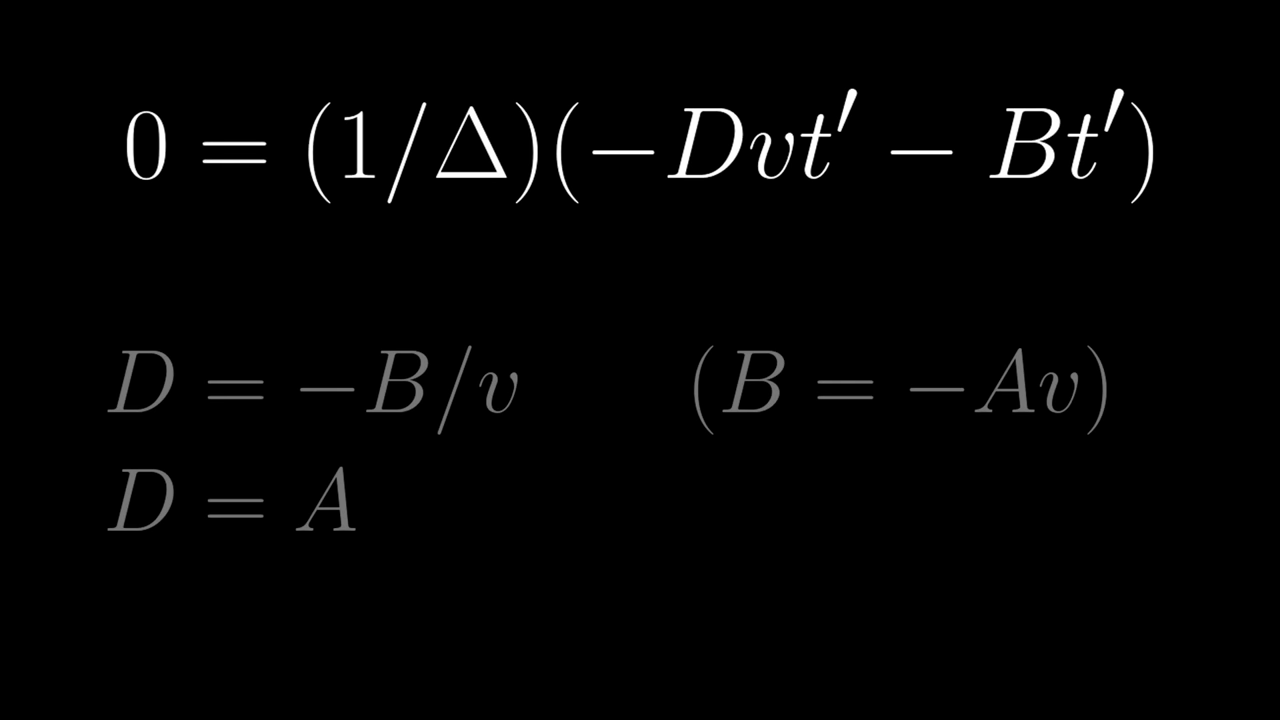 0 = (1/Δ)(−Dvt′ − Bt′)
D = −B/v (B = −Av)
D = A